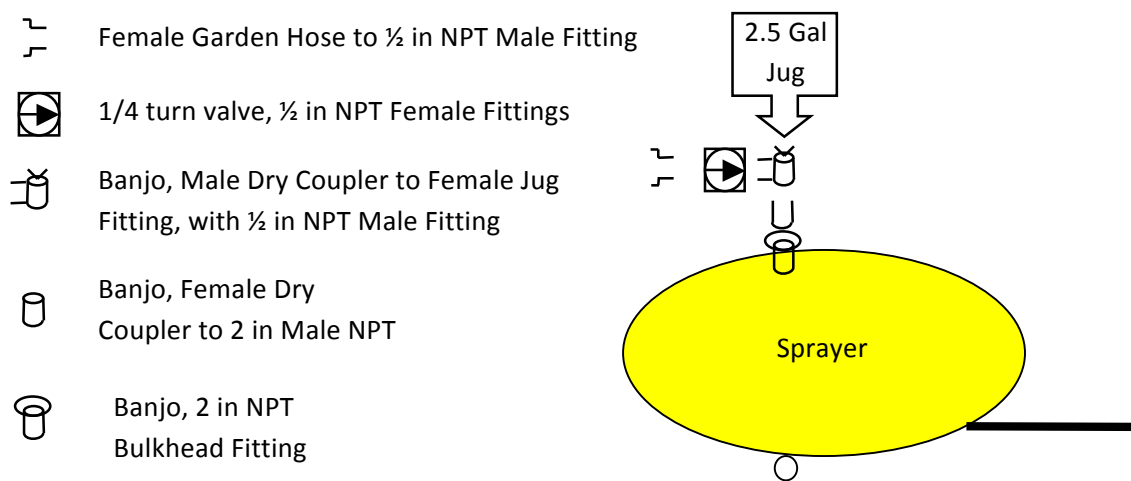 Female Garden Hose to ½ in NPT Male Fitting
1/4 turn valve, ½ in NPT Female Fittings
Banjo, Male Dry Coupler to Female Jug
Fitting, with ½ in NPT Male Fitting
Banjo, Female Dry
Coupler to 2 in Male NPT
Banjo, 2 in NPT
Bulkhead Fitting
2.5 Gal
Jug
Sprayer